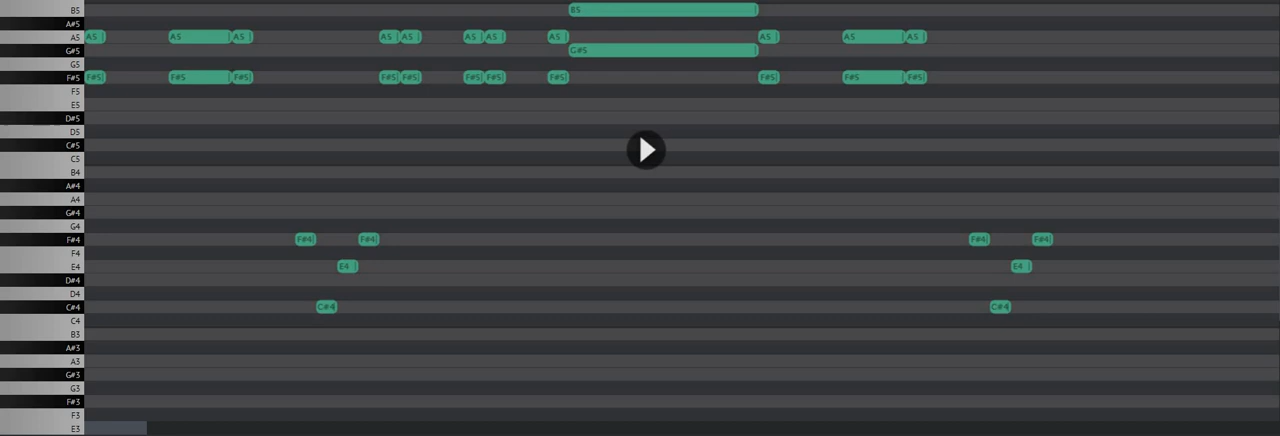 B5 B5
A#5
A5 A5 A5 A5 A5 A5 A5 A5 A5 A5 A5 A5
G#5 G#5
G5
F#5 F#5 F#5 F#5 F#5 F#5 F#5 F#5 F#5 F#5 F#5 F#5
F5
E5
D#5
D5
C#5
C5
B4
A#4
A4
G#4
G4
F#4 F#4 F#4 F#4 F#4
F4
E4 E4 E4
D#4
D4
C#4 C#4 C#4
C4
B3
A#3
A3
G#3
G3
F#3
F3
E3